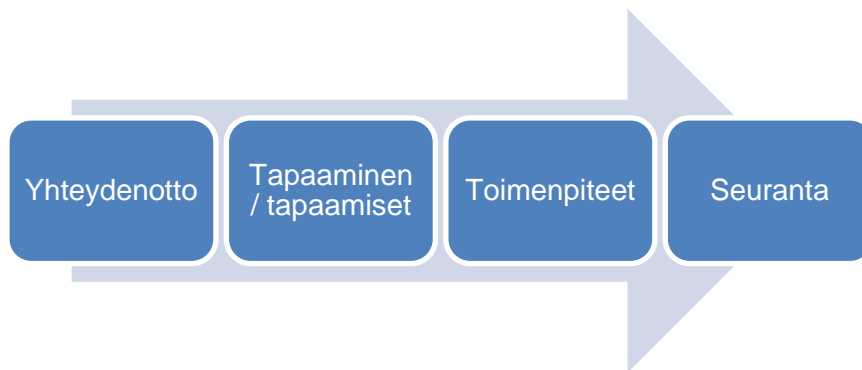 Yhteydenotto
Tapaaminen
/ tapaamiset
Toimenpiteet
Seuranta